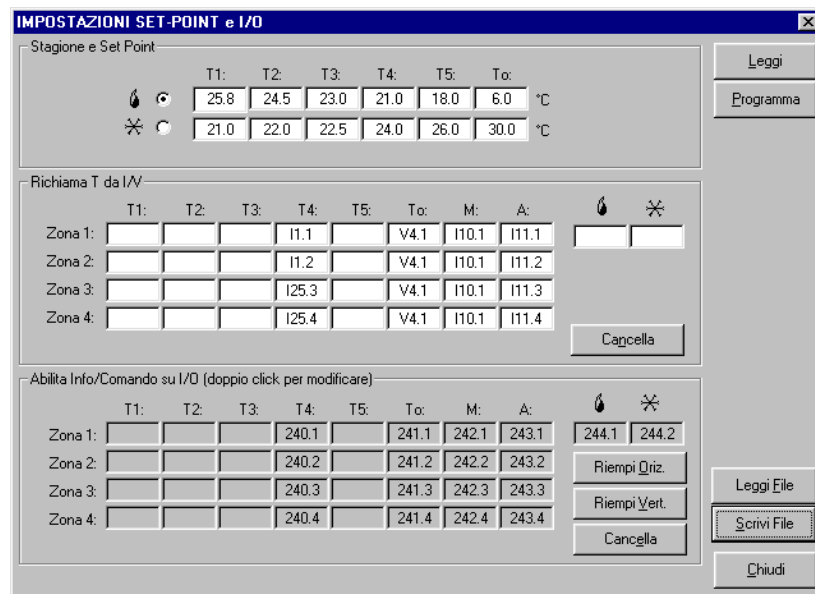 IMPOSTAZIONI SET-POINT e I/O
Stagione e Set Point
T1: T2: T3: T4: T5: To:
25.8 24.5 23.0 21.0 18.0 6.0 °C
21.0 22.0 22.5 24.0 26.0 30.0 °C
Leggi
Programma
Richiama T da I/V
T1: T2: T3: T4: T5: To: M: A:
Zona 1: I1.1 V4.1 I10.1 I11.1
Zona 2: I1.2 V4.1 I10.1 I11.2
Zona 3: I25.3 V4.1 I10.1 I11.3
Zona 4: I25.4 V4.1 I10.1 I11.4
Cancella
Abilita Info/Comando su I/O (doppio click per modificare)
T1: T2: T3: T4: T5: To: M: A:
Zona 1: 240.1 241.1 242.1 243.1 244.1 244.2
Zona 2: 240.2 241.2 242.2 243.2
Zona 3: 240.3 241.3 242.3 243.3
Zona 4: 240.4 241.4 242.4 243.4
Riempi Oriz.
Riempi Vert.
Cancella
Leggi File
Scrivi File
Chiudi